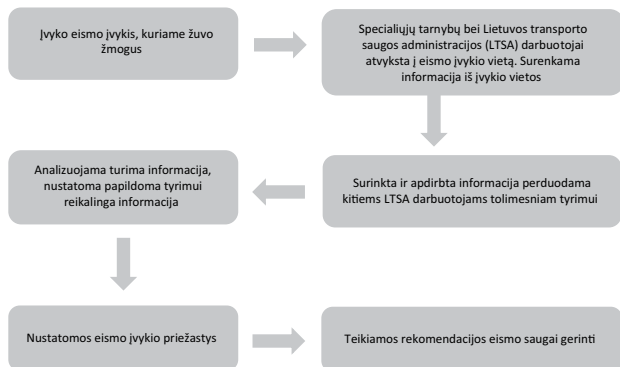 Įvyko eismo įvykis, kuriame žuvo
žmogus
Specialiųjų tarnybų bei Lietuvos transporto
saugos administracijos (LTSA) darbuotojai
atvyksta į eismo įvykio vietą. Surenkama
informacija iš įvykio vietos
Surinkta ir apdirbta informacija perduodama
kitiems LTSA darbuotojams tolimesniam tyrimui
Analizuojama turima informacija,
nustatoma papildoma tyrimui
reikalinga informacija
Nustatomos eismo įvykio priežastys
Teikiamos rekomendacijos eismo saugai gerinti